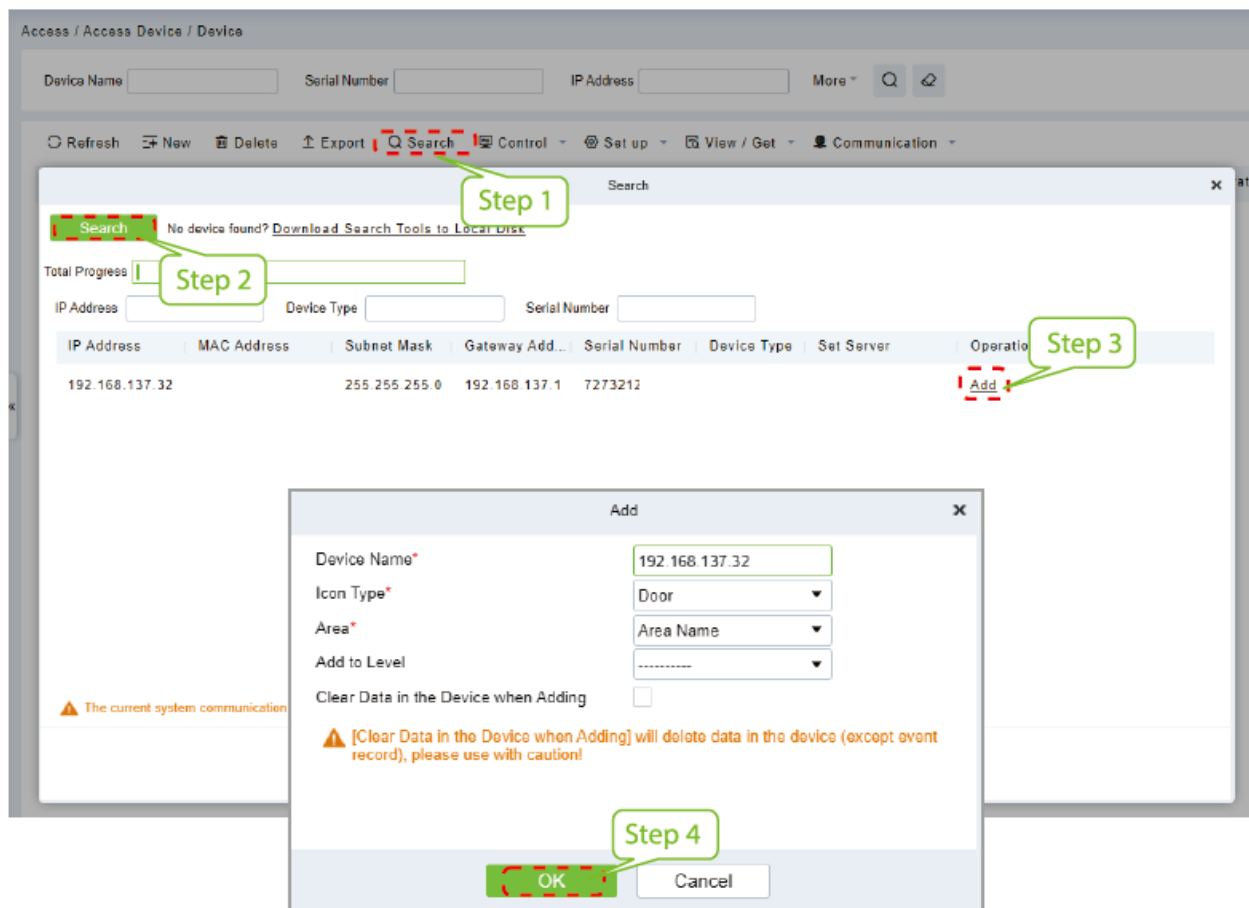 Access / Access Device / Device
Device Name Serial Number IP Address More
Refresh New Delete Export Search Control Set up View / Get Communication
Search
Step 1
Search No device found? Download Search Tools to Local Disk
Step 2
Total Progress
IP Address Device Type Serial Number
IP Address MAC Address Subnet Mask Gateway Add... Serial Number Device Type Set Server Operatio
Step 3
192.168.137.32 255.255.255.0 192.168.137.1 7273212 Add
Add
Device Name* 192.168.137.32
Icon Type* Door
Area* Area Name
Add to Level ----------
Clear Data in the Device when Adding
The current system communication
[Clear Data in the Device when Adding] will delete data in the device (except event
record), please use with caution!
Step 4
OK Cancel